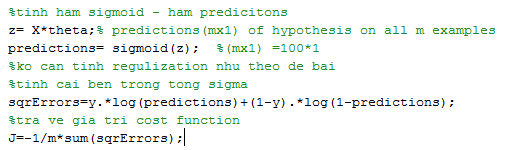 %tinh ham sigmoid - ham predicitons
z= X*theta;% predictions(mx1) of hypothesis on all m examples
predictions= sigmoid(z);  %(mx1) =100*1
%ko can tinh regulization nhu theo de bai
%tinh cai ben trong tong sigma
sqrErrors=y.*log(predictions)+(1-y).*log(1-predictions);
%tra ve gia tri cost function
J=-1/m*sum(sqrErrors);